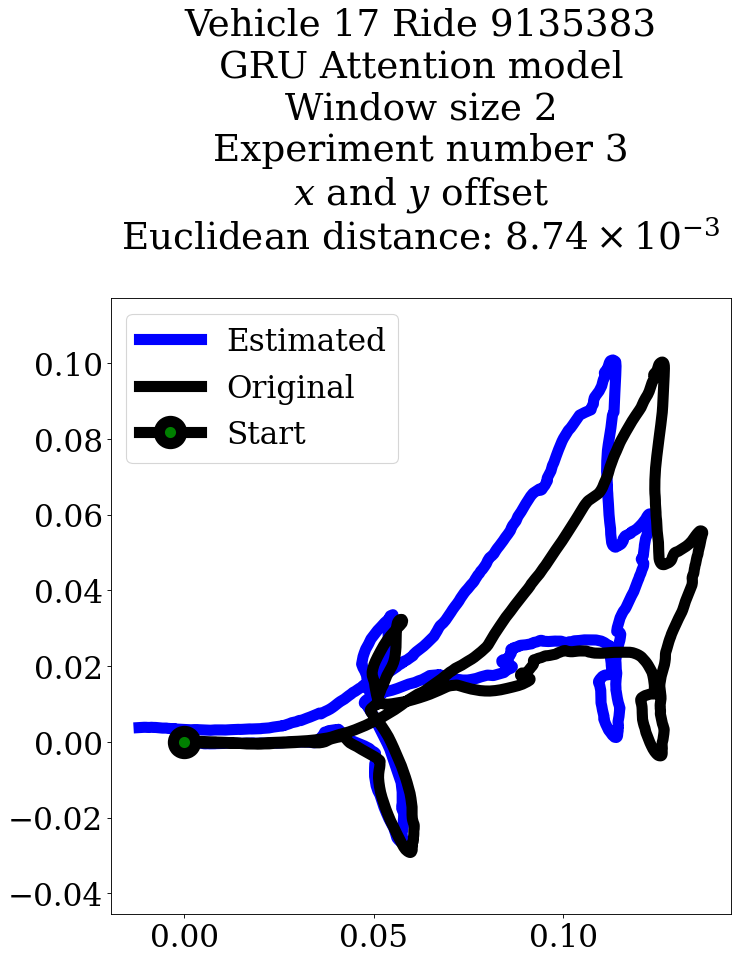 Vehicle 17 Ride 9135383
GRU Attention model
Window size 2
Experiment number 3
x and y offset
Euclidean distance: 8.74 × 10⁻³
Estimated
Original
Start
0.10
0.08
0.06
0.04
0.02
0.00
−0.02
−0.04
0.00 0.05 0.10